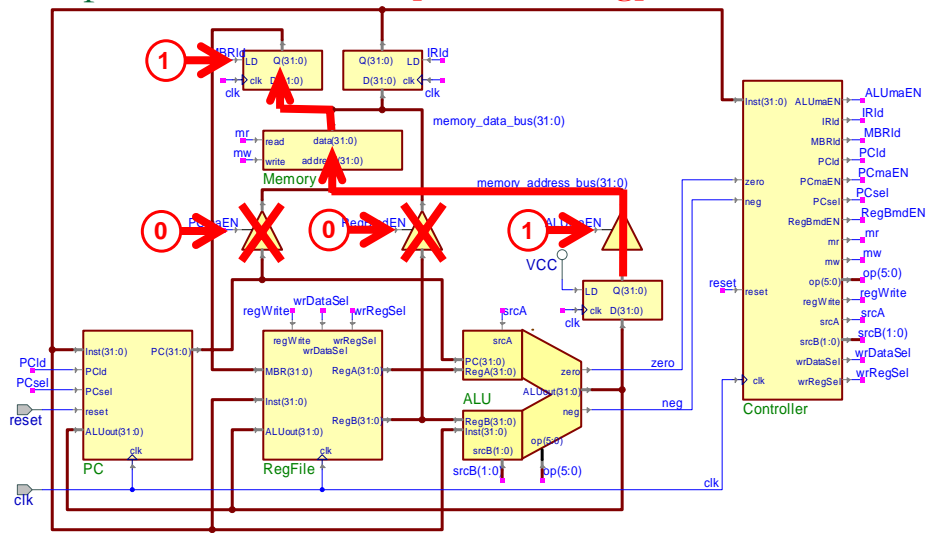 MBRld
1
LD
Q(31:0)
clk
D(31:0)
clk
Q(31:0)
LD
IRld
D(31:0)
clk
clk
memory_data_bus(31:0)
mr
read
data(31:0)
mw
write
address(31:0)
Memory
memory_address_bus(31:0)
0
PCmaEN
0
RegBmdEN
1
ALUmaEN
VCC
LD
Q(31:0)
clk
D(31:0)
clk
Inst(31:0)
ALUmaEN
ALUmaEN
IRld
IRld
MBRld
MBRld
PCld
PCld
zero
PCmaEN
PCmaEN
neg
PCsel
PCsel
RegBmdEN
RegBmdEN
mr
mr
mw
mw
reset
reset
op(5:0)
op(5:0)
regWrite
regWrite
srcA
srcA
srcB(1:0)
srcB(1:0)
wrDataSel
wrDataSel
clk
wrRegSel
wrRegSel
Controller
Inst(31:0)
PC(31:0)
PCld
PCld
PCsel
PCsel
reset
reset
ALUout(31:0)
clk
PC
clk
regWrite
wrDataSel
wrRegSel
regWrite
wrRegSel
wrDataSel
MBR(31:0)
RegA(31:0)
Inst(31:0)
RegB(31:0)
ALUout(31:0)
clk
RegFile
srcA
srcA
PC(31:0)
RegA(31:0)
zero
zero
ALU
ALUout(31:0)
neg
neg
RegB(31:0)
Inst(31:0)
op(5:0)
srcB(1:0)
srcB(1:0)
op(5:0)
clk